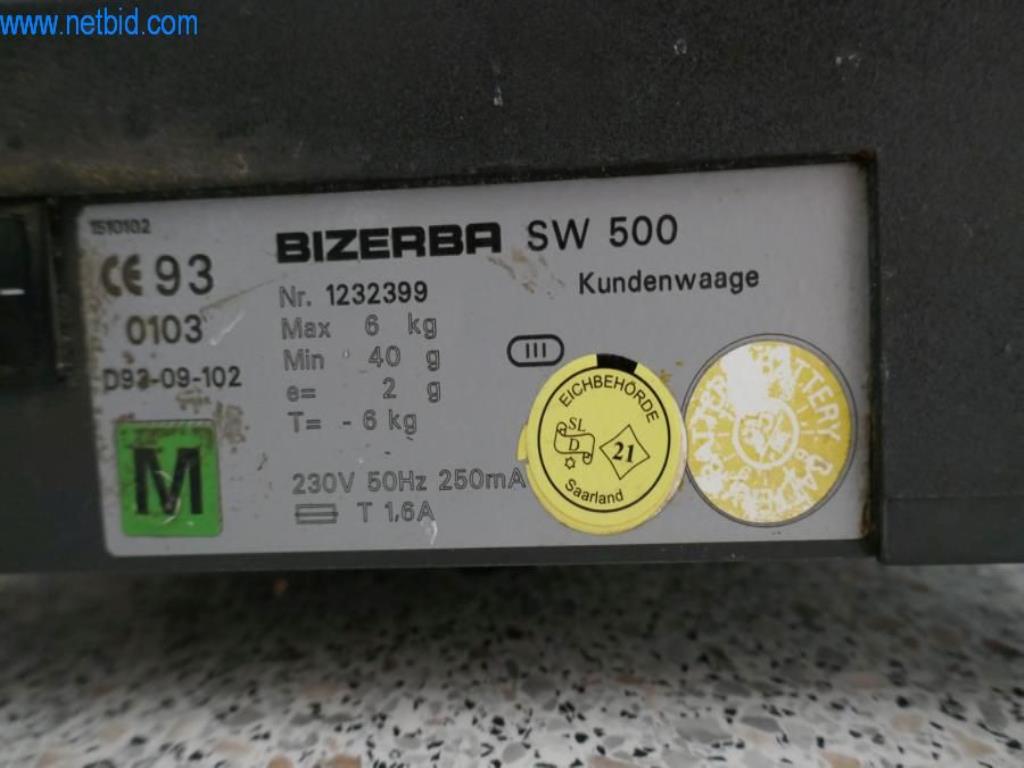 www.netbid.com
1510102
CE 93
0103
D93-09-102
M
BIZERBA SW 500
Kundenwaage
Nr. 1232399
Max 6 kg
Min 40 g
e= 2 g
T= - 6 kg
230V 50Hz 250mA
T 1,6A
III
EICHBEHÖRDE
SL
D
21
Saarland
BATTERY